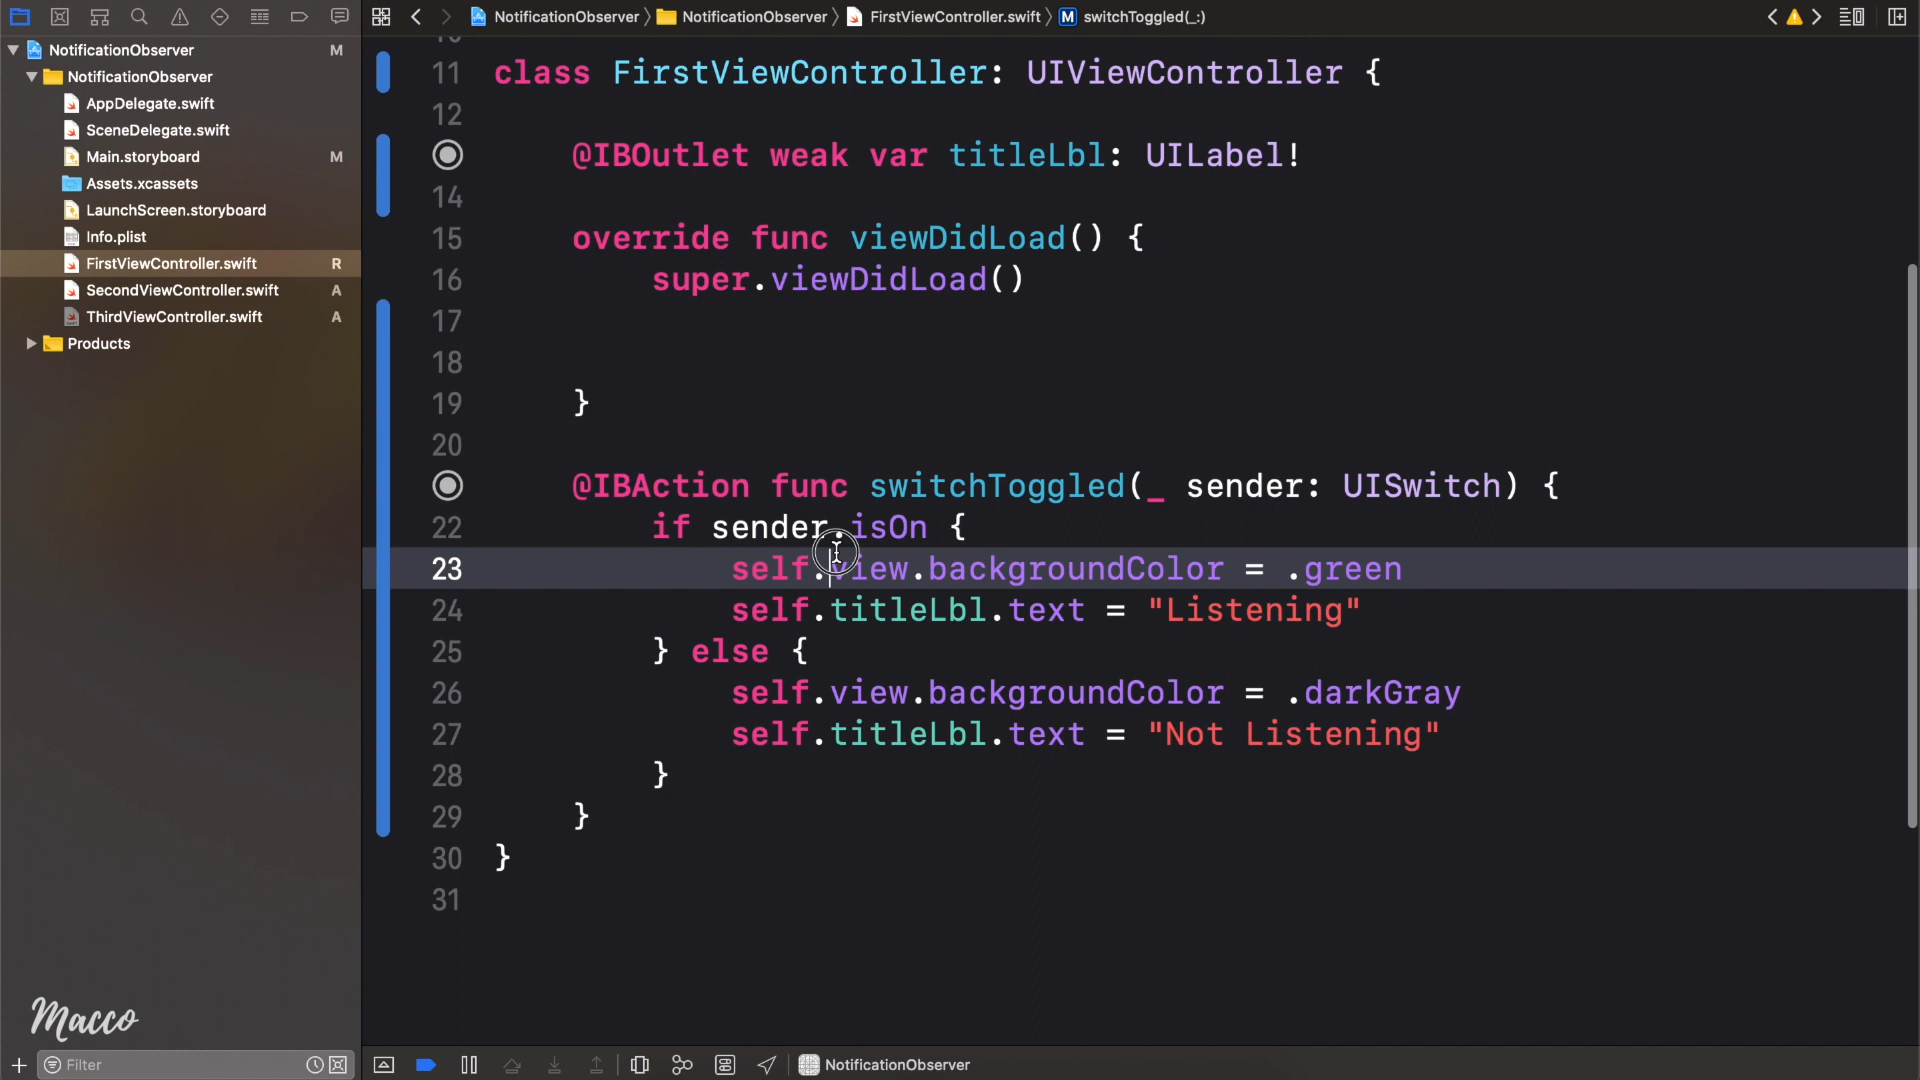 NotificationObserver NotificationObserver FirstViewController.swift M switchToggled(_:)
NotificationObserver M
NotificationObserver
AppDelegate.swift
SceneDelegate.swift
Main.storyboard M
Assets.xcassets
LaunchScreen.storyboard
Info.plist
FirstViewController.swift R
SecondViewController.swift A
ThirdViewController.swift A
Products
11 class FirstViewController: UIViewController {
12
@IBOutlet weak var titleLbl: UILabel!
14
15 override func viewDidLoad() {
16 super.viewDidLoad()
17
18
19 }
20
@IBAction func switchToggled(_ sender: UISwitch) {
22 if sender.isOn {
23 self.view.backgroundColor = .green
24 self.titleLbl.text = "Listening"
25 } else {
26 self.view.backgroundColor = .darkGray
27 self.titleLbl.text = "Not Listening"
28 }
29 }
30 }
31
Macco
Filter
NotificationObserver